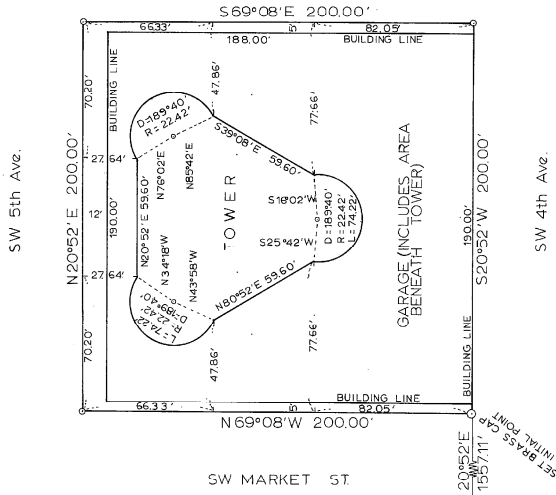 S69°08'E 200.00'
66.33'
5'
82.05'
188.00'
BUILDING LINE
BUILDING LINE
70.20'
47.86'
D=189°40'
R=22.42'
77.66'
S39°08'E 59.60'
27.64'
N76°02'E
N85°42'E
SW 5th Ave.
N20°52'E 200.00'
12'
190.00'
N20°52'E 59.60'
TOWER
S16°02'W
S25°42'W
D=189°40'
R=22.42'
L=74.22'
GARAGE (INCLUDES AREA
BENEATH TOWER)
190.00'
S20°52'W 200.00'
SW 4th Ave.
N34°18'W
N43°58'W
27.64'
D=189°40'
R=22.42'
L=74.22'
N80°52'E 59.60'
70.20'
47.86'
77.66'
BUILDING LINE
BUILDING LINE
66.33'
5'
82.05'
N69°08'W 200.00'
SET BRASS CAP
INITIAL POINT
20°52'E
1557.11'
SW MARKET ST.